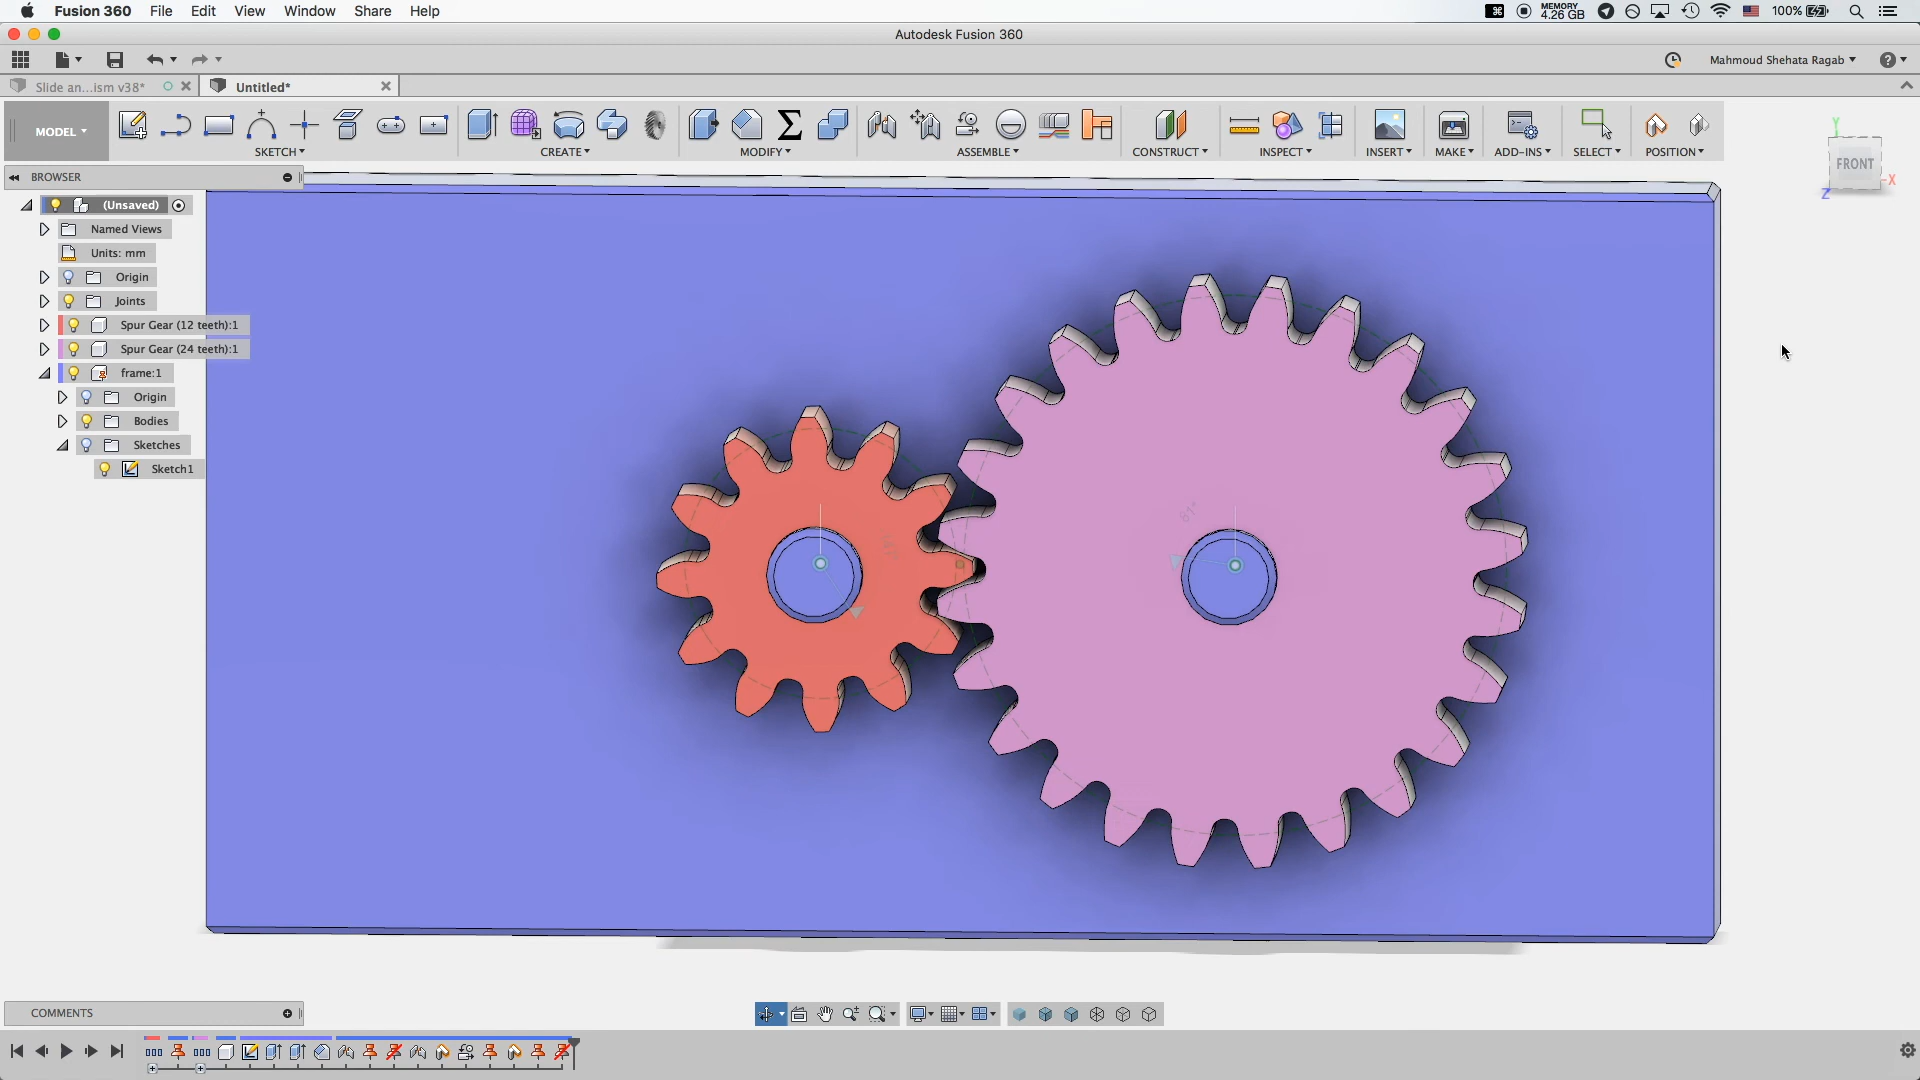 Fusion 360 File Edit View Window Share Help MEMORY 4.26 GB 100%
Autodesk Fusion 360
Mahmoud Shehata Ragab
Slide an...ism v38* Untitled*
MODEL SKETCH CREATE MODIFY ASSEMBLE CONSTRUCT INSPECT INSERT MAKE ADD-INS SELECT POSITION
Y
FRONT
X
Z
BROWSER
(Unsaved)
Named Views
Units: mm
Origin
Joints
Spur Gear (12 teeth):1
Spur Gear (24 teeth):1
frame:1
Origin
Bodies
Sketches
Sketch1
COMMENTS